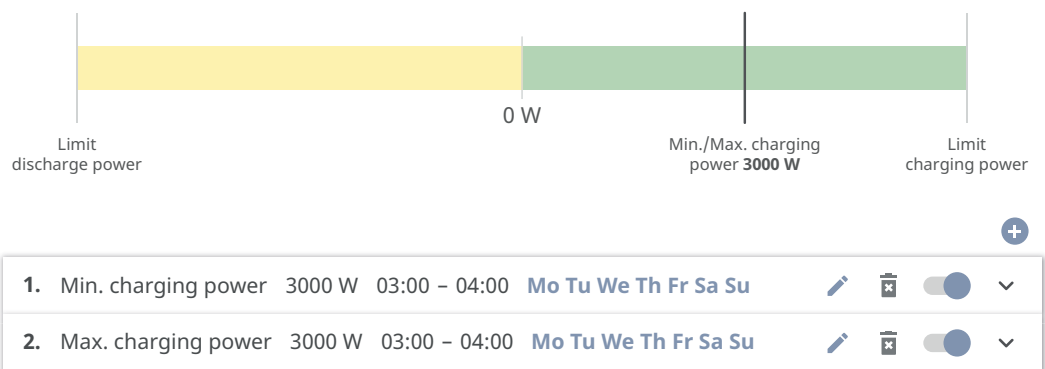 0 W
Limit
discharge power
Min./Max. charging
power 3000 W
Limit
charging power
1. Min. charging power 3000 W 03:00 – 04:00 Mo Tu We Th Fr Sa Su
2. Max. charging power 3000 W 03:00 – 04:00 Mo Tu We Th Fr Sa Su